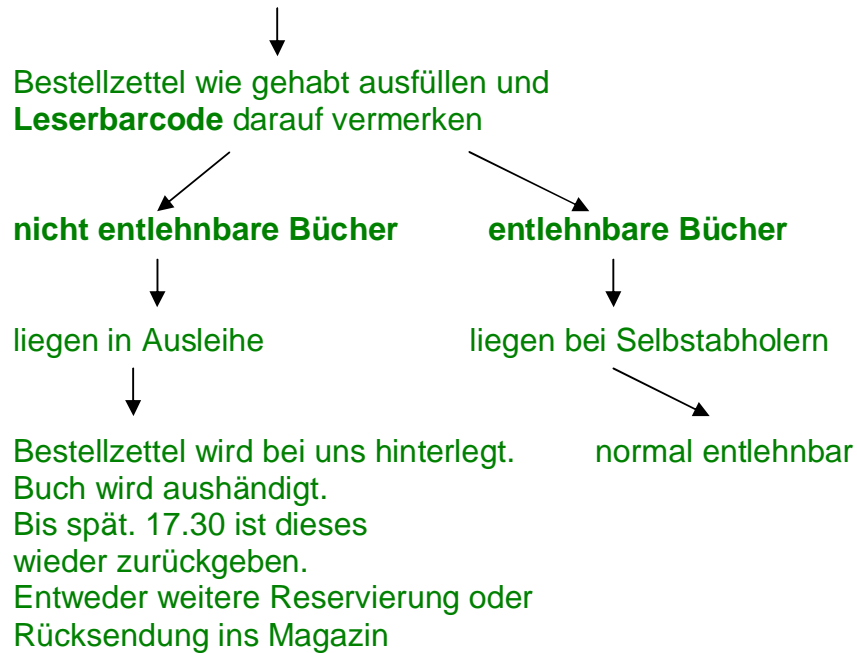 Bestellzettel wie gehabt ausfüllen und
Leserbarcode darauf vermerken
nicht entlehnbare Bücher
entlehnbare Bücher
liegen in Ausleihe
liegen bei Selbstabholern
Bestellzettel wird bei uns hinterlegt.
normal entlehnbar
Buch wird aushändigt.
Bis spät. 17.30 ist dieses
wieder zurückgeben.
Entweder weitere Reservierung oder
Rücksendung ins Magazin